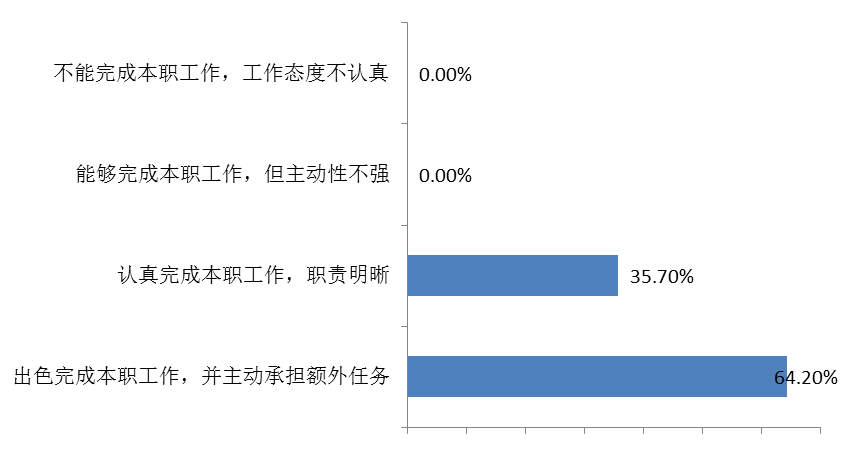 不能完成本职工作，工作态度不认真 0.00%
能够完成本职工作，但主动性不强 0.00%
认真完成本职工作，职责明晰 35.70%
出色完成本职工作，并主动承担额外任务 64.20%